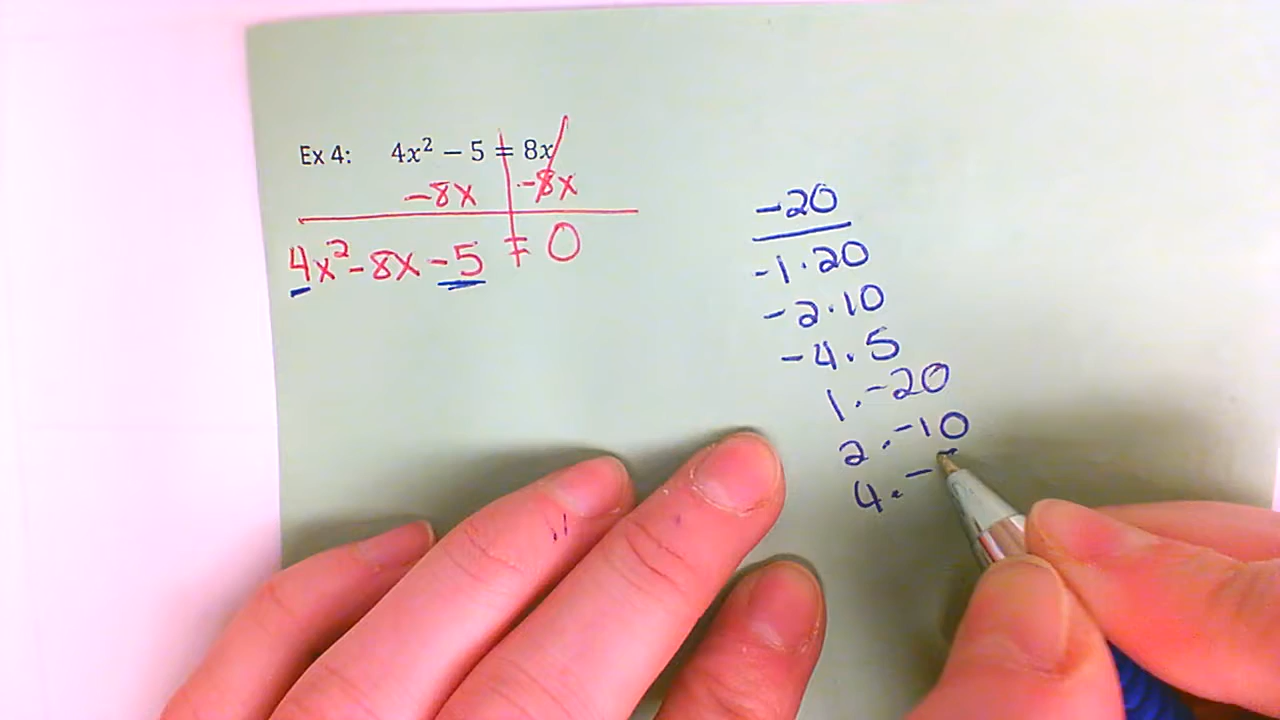 Ex 4: 4x² − 5 = 8x
-8x -8x
4x² - 8x - 5 = 0
-20
-1 · 20
-2 · 10
-4 · 5
1 · -20
2 · -10
4 · -